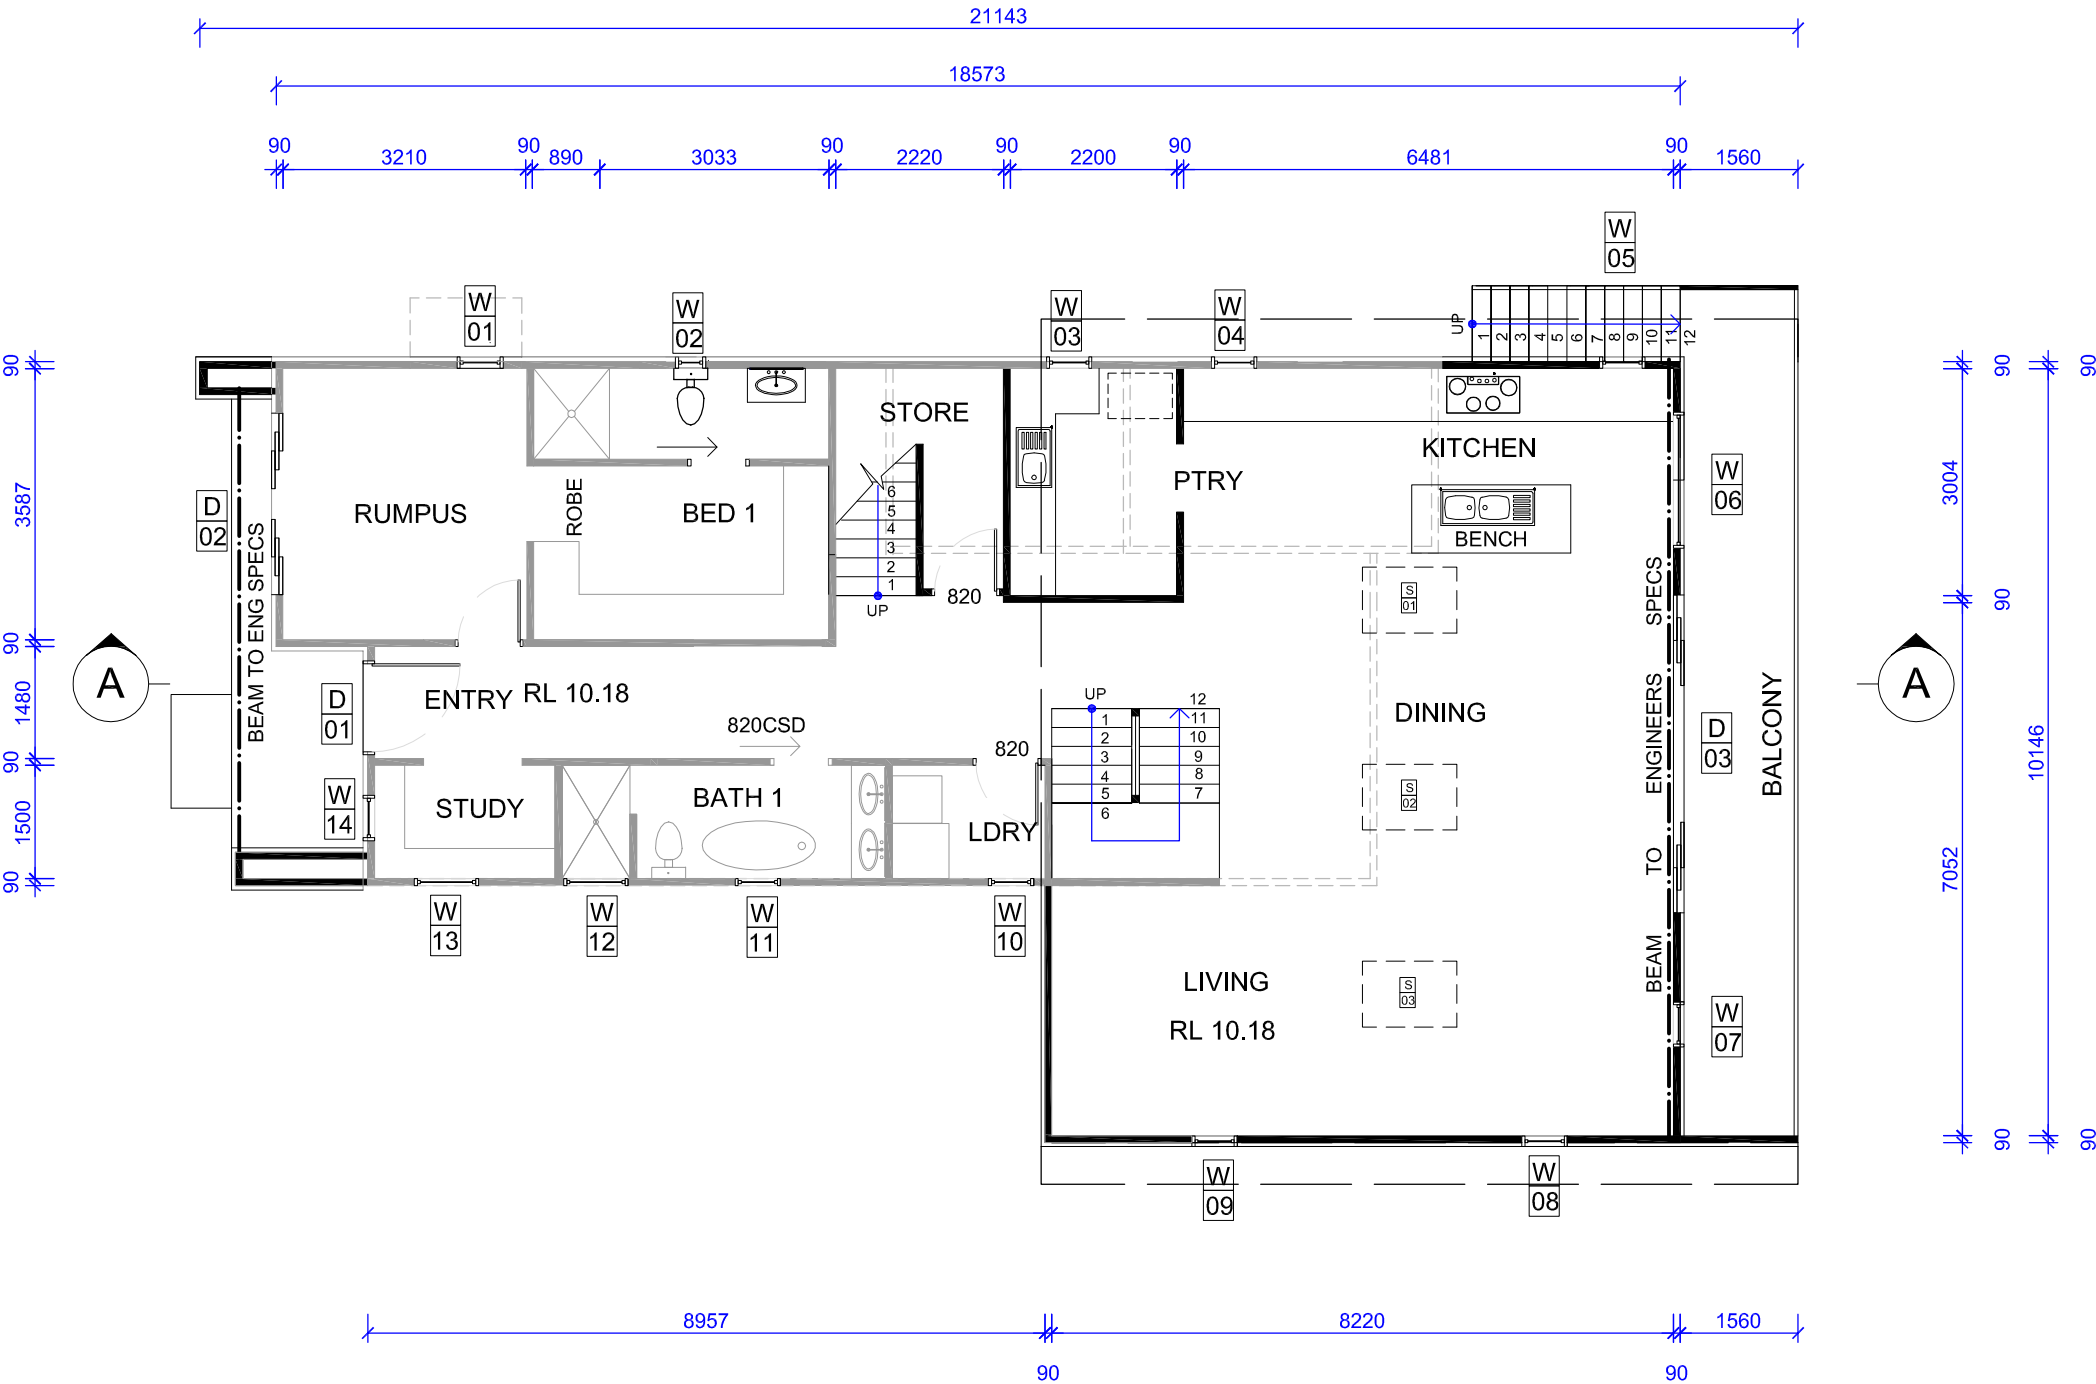 21143
18573
90 3210 90 890 3033 90 2220 90 2200 90 6481 90 1560
W
05
W
01
W
02
W
03
W
04
UP 1 2 3 4 5 6 7 8 9 10 11 12
90
3587
90
1480
90
1500
90
90
3004
90
7052
90
90
10146
90
STORE
KITCHEN
PTRY
RUMPUS
ROBE
BED 1
BENCH
D
02
W
06
6
5
4
3
2
1
UP
820
BEAM TO ENG SPECS
S
01
BEAM TO ENGINEERS SPECS
A
A
ENTRY RL 10.18
D
01
820CSD
820
UP
1
2
3
4
5
6
12
11
10
9
8
7
DINING
D
03
BALCONY
W
14
STUDY
BATH 1
LDRY
S
02
W
13
W
12
W
11
W
10
LIVING
RL 10.18
S
03
W
07
W
09
W
08
8957 8220 1560
90 90